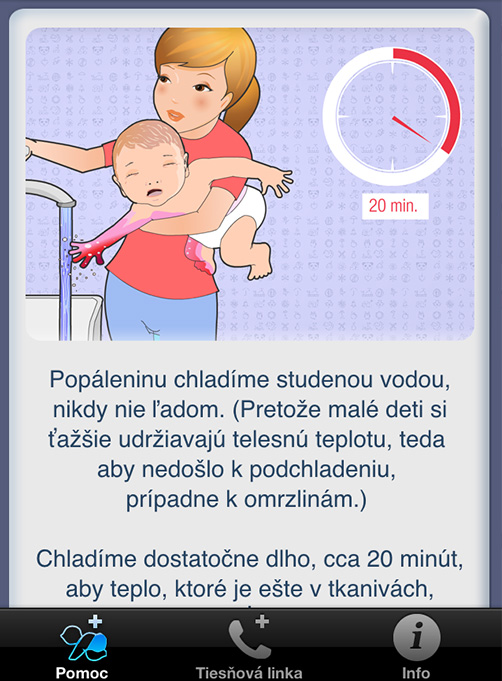 20 min.
Popáleninu chladíme studenou vodou,
nikdy nie ľadom. (Pretože malé deti si
ťažšie udržiavajú telesnú teplotu, teda
aby nedošlo k podchladeniu,
prípadne k omrzlinám.)
Chladíme dostatočne dlho, cca 20 minút,
aby teplo, ktoré je ešte v tkanivách,
Pomoc
Tiesňová linka
Info